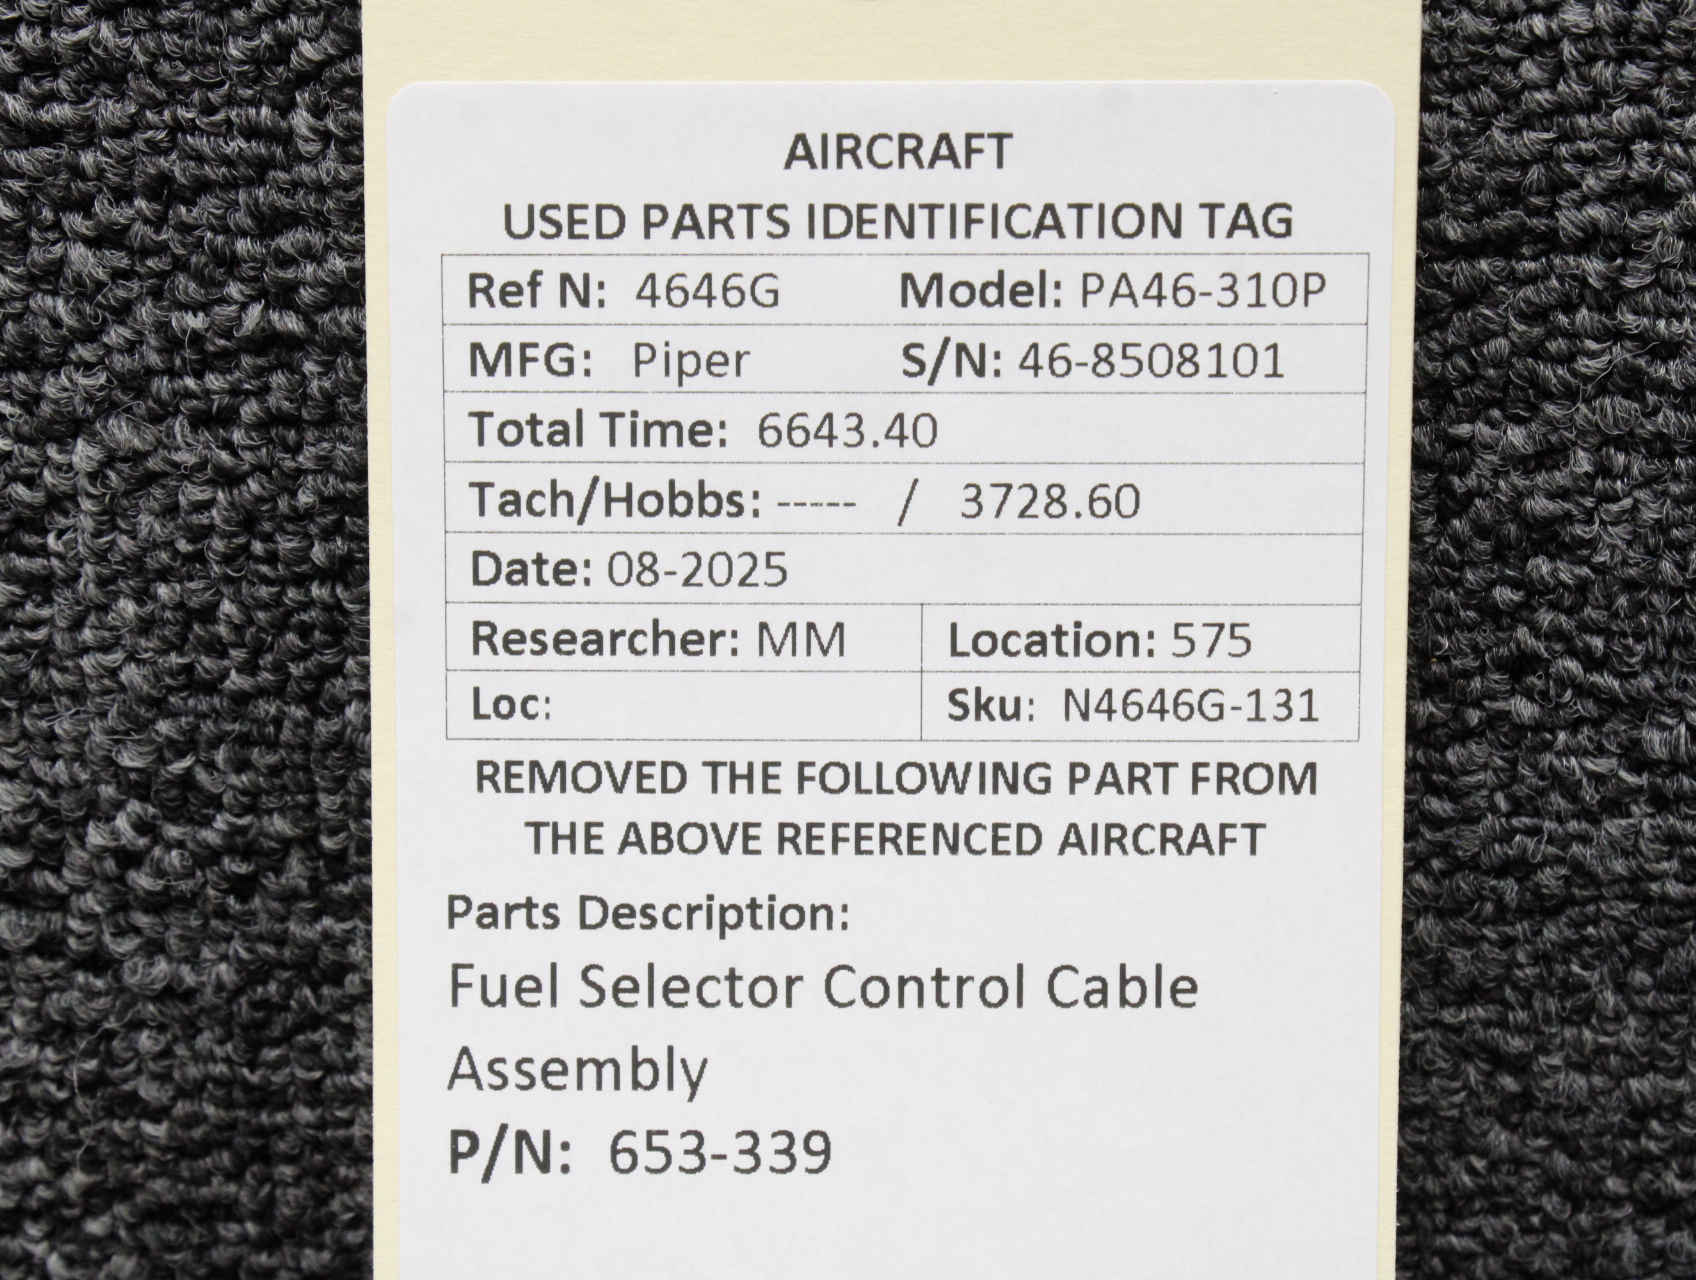 AIRCRAFT
USED PARTS IDENTIFICATION TAG
Ref N: 4646G Model: PA46-310P
MFG: Piper S/N: 46-8508101
Total Time: 6643.40
Tach/Hobbs: ----- / 3728.60
Date: 08-2025
Researcher: MM Location: 575
Loc: Sku: N4646G-131
REMOVED THE FOLLOWING PART FROM
THE ABOVE REFERENCED AIRCRAFT
Parts Description:
Fuel Selector Control Cable
Assembly
P/N: 653-339